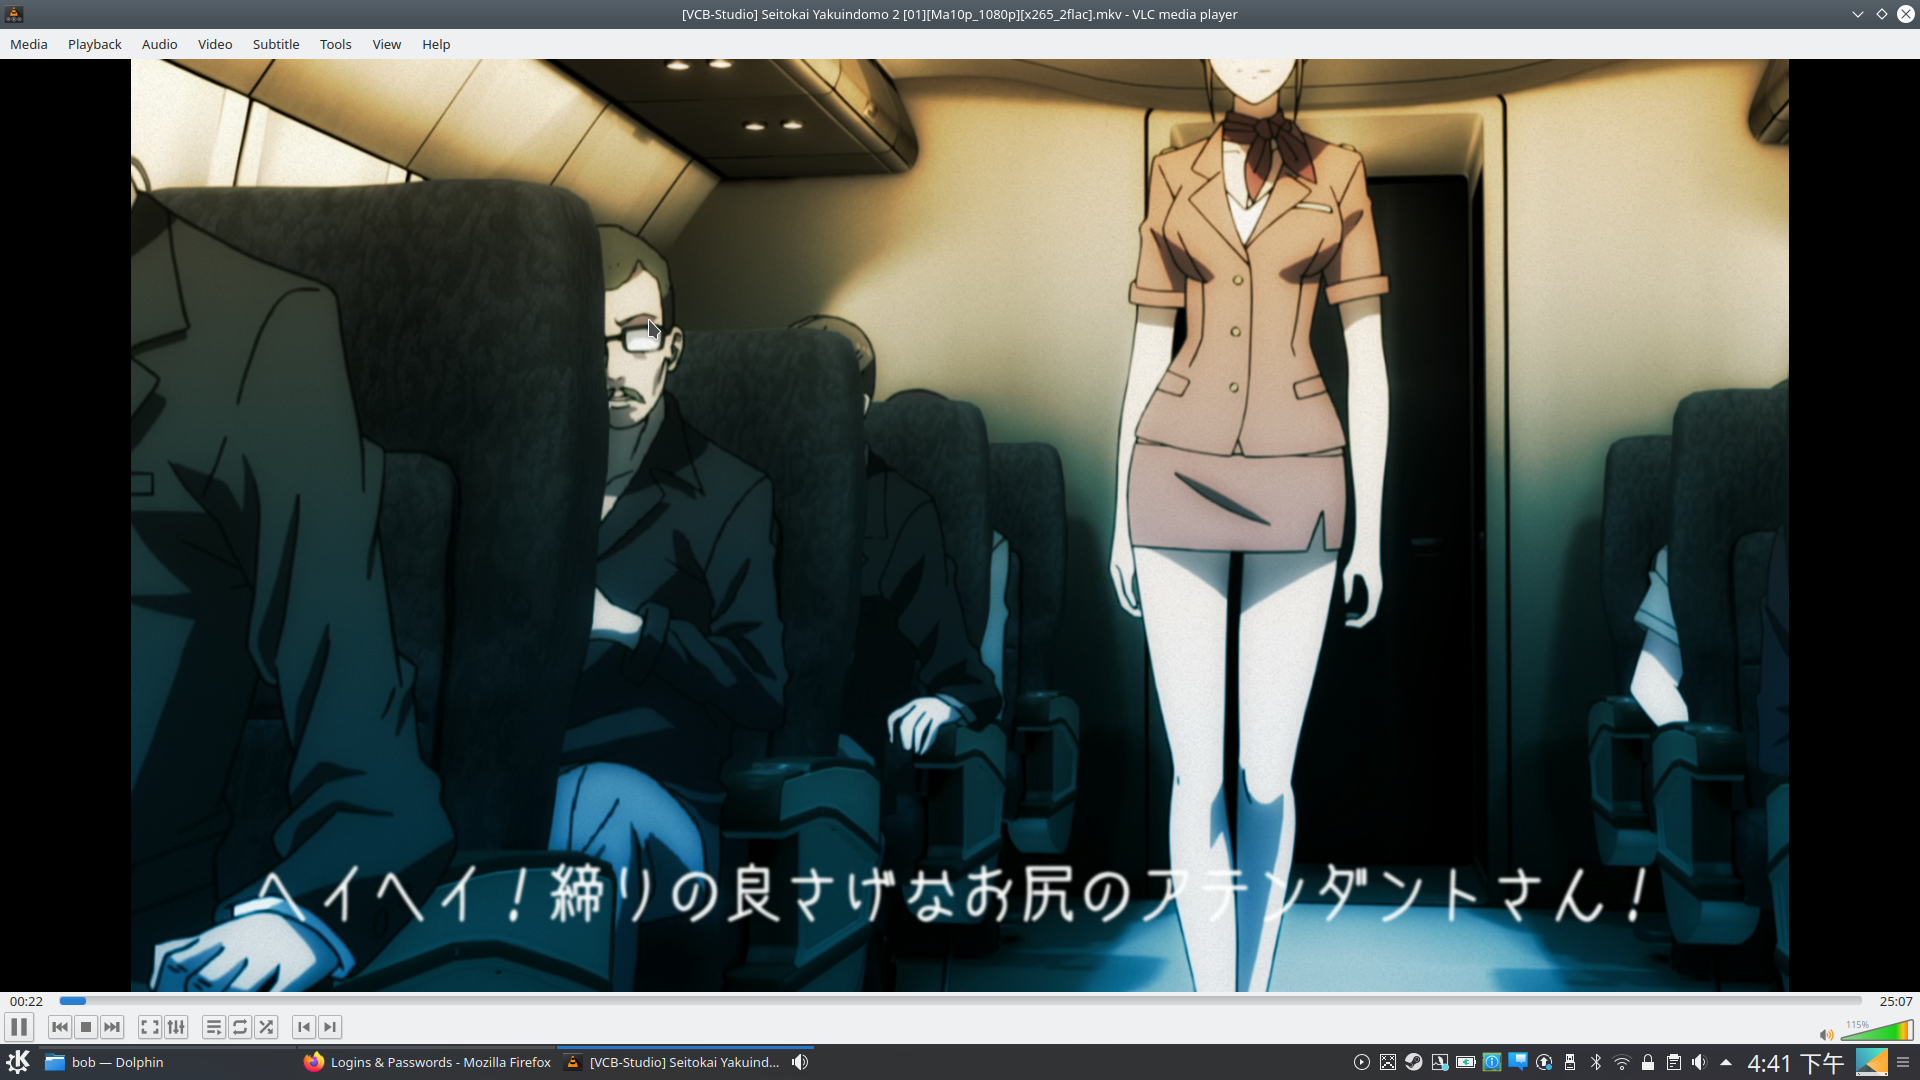 [VCB-Studio] Seitokai Yakuindomo 2 [01][Ma10p_1080p][x265_2flac].mkv - VLC media player
Media Playback Audio Video Subtitle Tools View Help
ヘイヘイ！締りの良さげなお尻のアテンダントさん！
00:22 25:07
115%
bob — Dolphin Logins & Passwords - Mozilla Firefox [VCB-Studio] Seitokai Yakuind... 4:41 下午